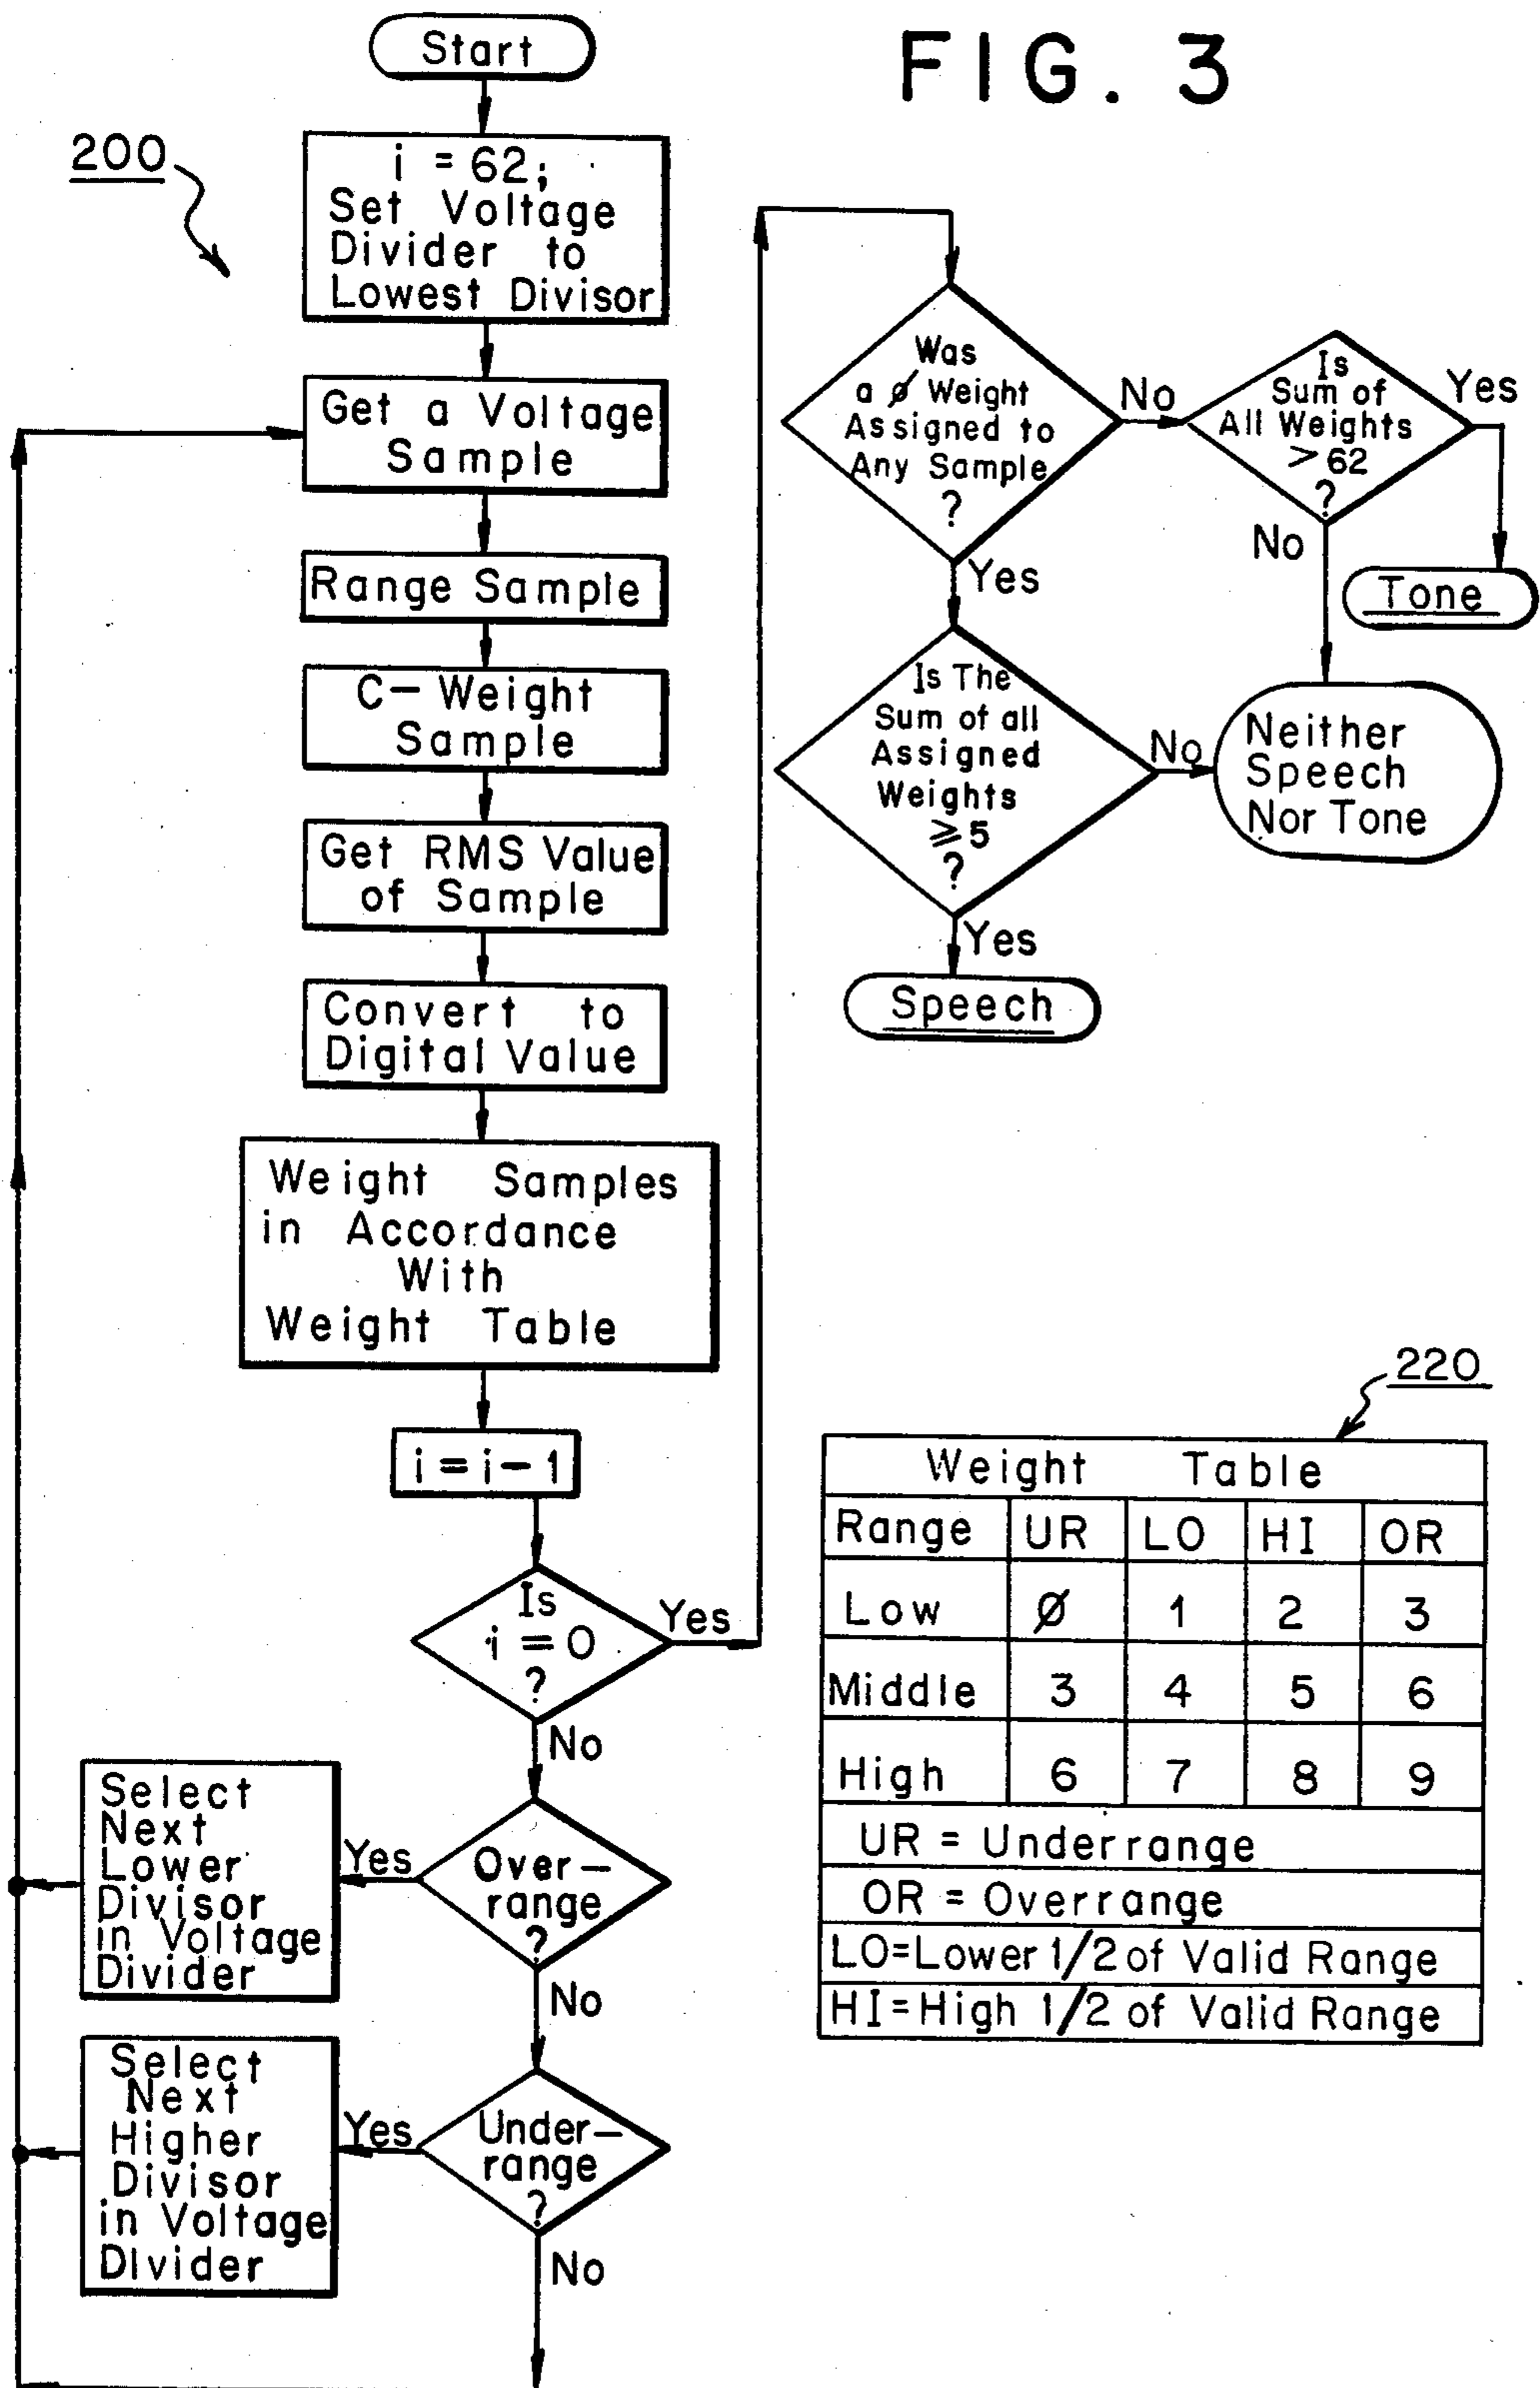 FIG. 3
200
Start
i = 62;
Set Voltage
Divider to
Lowest Divisor
Get a Voltage
Sample
Range Sample
C-Weight
Sample
Get RMS Value
of Sample
Convert to
Digital Value
Weight Samples
in Accordance
With
Weight Table
i = i - 1
Is
i = 0
?
Yes
No
Over-
range
?
Yes
No
Select
Next
Lower
Divisor
in Voltage
Divider
Under-
range
?
Yes
No
Select
Next
Higher
Divisor
in Voltage
Divider
Was
a Ø Weight
Assigned to
Any Sample
?
No
Yes
Is
Sum of
All Weights
> 62
?
Yes
No
Tone
Is The
Sum of all
Assigned
Weights
⩾ 5
?
No
Yes
Neither
Speech
Nor Tone
Speech
220
Weight Table
Range UR LO HI OR
Low Ø 1 2 3
Middle 3 4 5 6
High 6 7 8 9
UR = Underrange
OR = Overrange
LO=Lower 1/2 of Valid Range
HI=High 1/2 of Valid Range